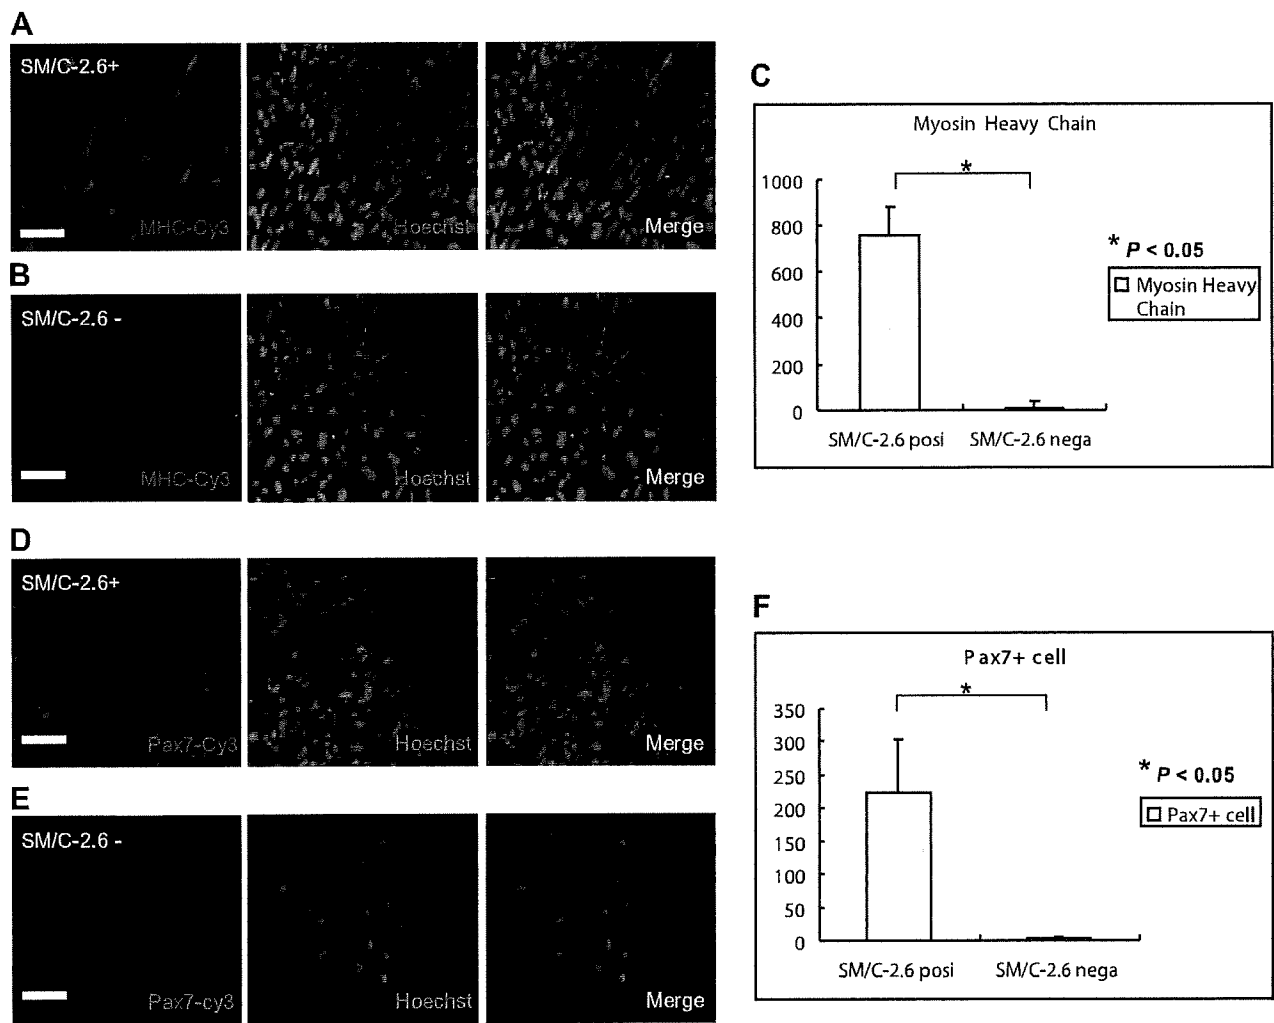 A
SM/C-2.6+
MHC-Cy3
Hoechst
Merge
B
SM/C-2.6 -
MHC-Cy3
Hoechst
Merge
C
Myosin Heavy Chain
1000
800
600
400
200
0
*
SM/C-2.6 posi
SM/C-2.6 nega
* P < 0.05
Myosin Heavy
Chain
D
SM/C-2.6+
Pax7-Cy3
Hoechst
Merge
E
SM/C-2.6 -
Pax7-cy3
Hoechst
Merge
F
Pax7+ cell
350
300
250
200
150
100
50
0
*
SM/C-2.6 posi
SM/C-2.6 nega
* P < 0.05
Pax7+ cell